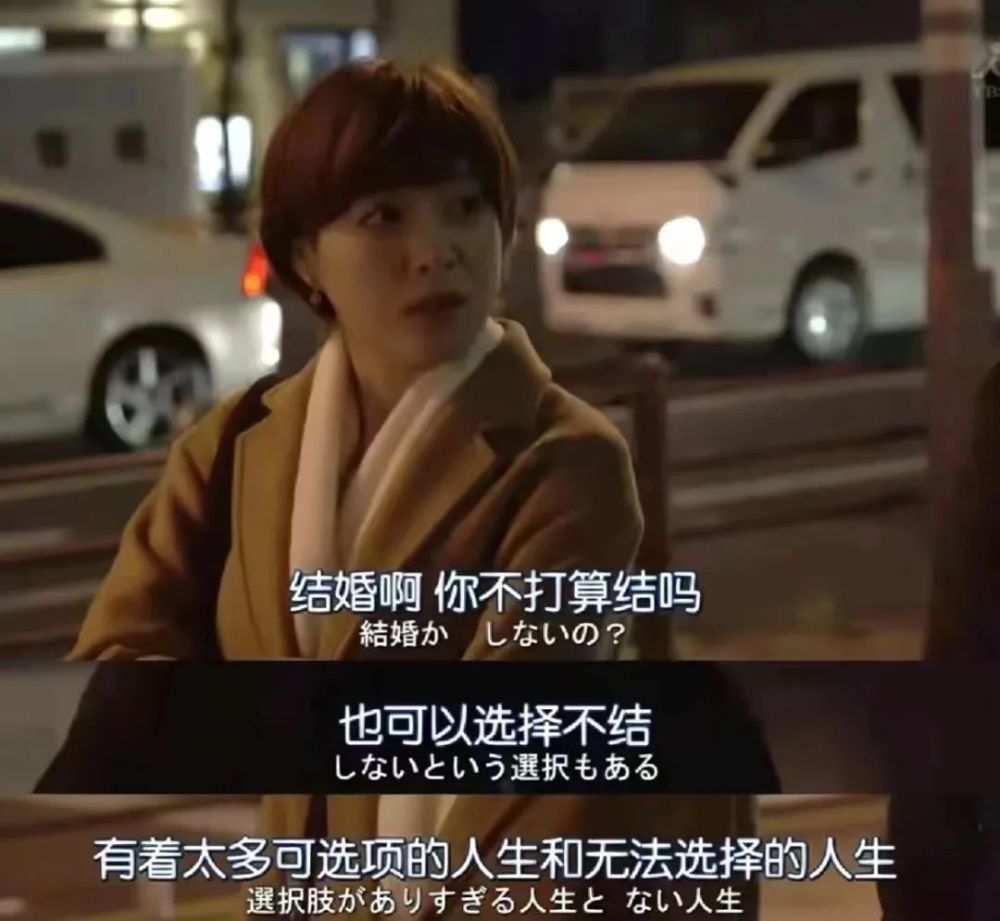 结婚啊 你不打算结吗
結婚か しないの？
也可以选择不结
しないという選択もある
有着太多可选项的人生和无法选择的人生
選択肢がありすぎる人生と ない人生